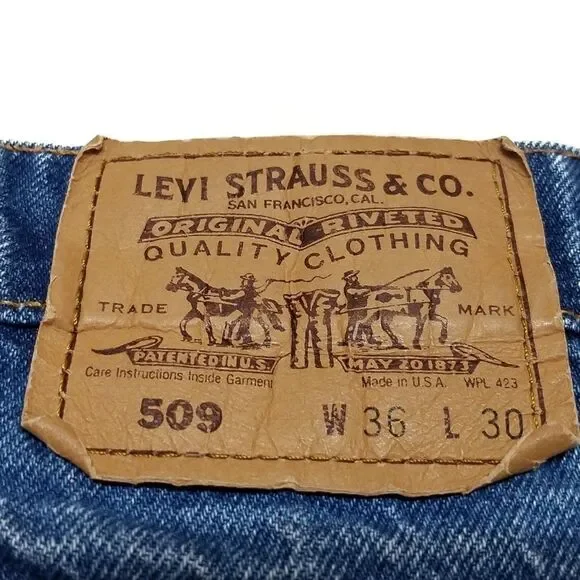 LEVI STRAUSS & CO.
SAN FRANCISCO, CAL.
ORIGINAL RIVETED
QUALITY CLOTHING
TRADE MARK
PATENTED IN U.S. MAY 20 1873
Care Instructions Inside Garment Made in U.S.A. WPL 423
509 W 36 L 30